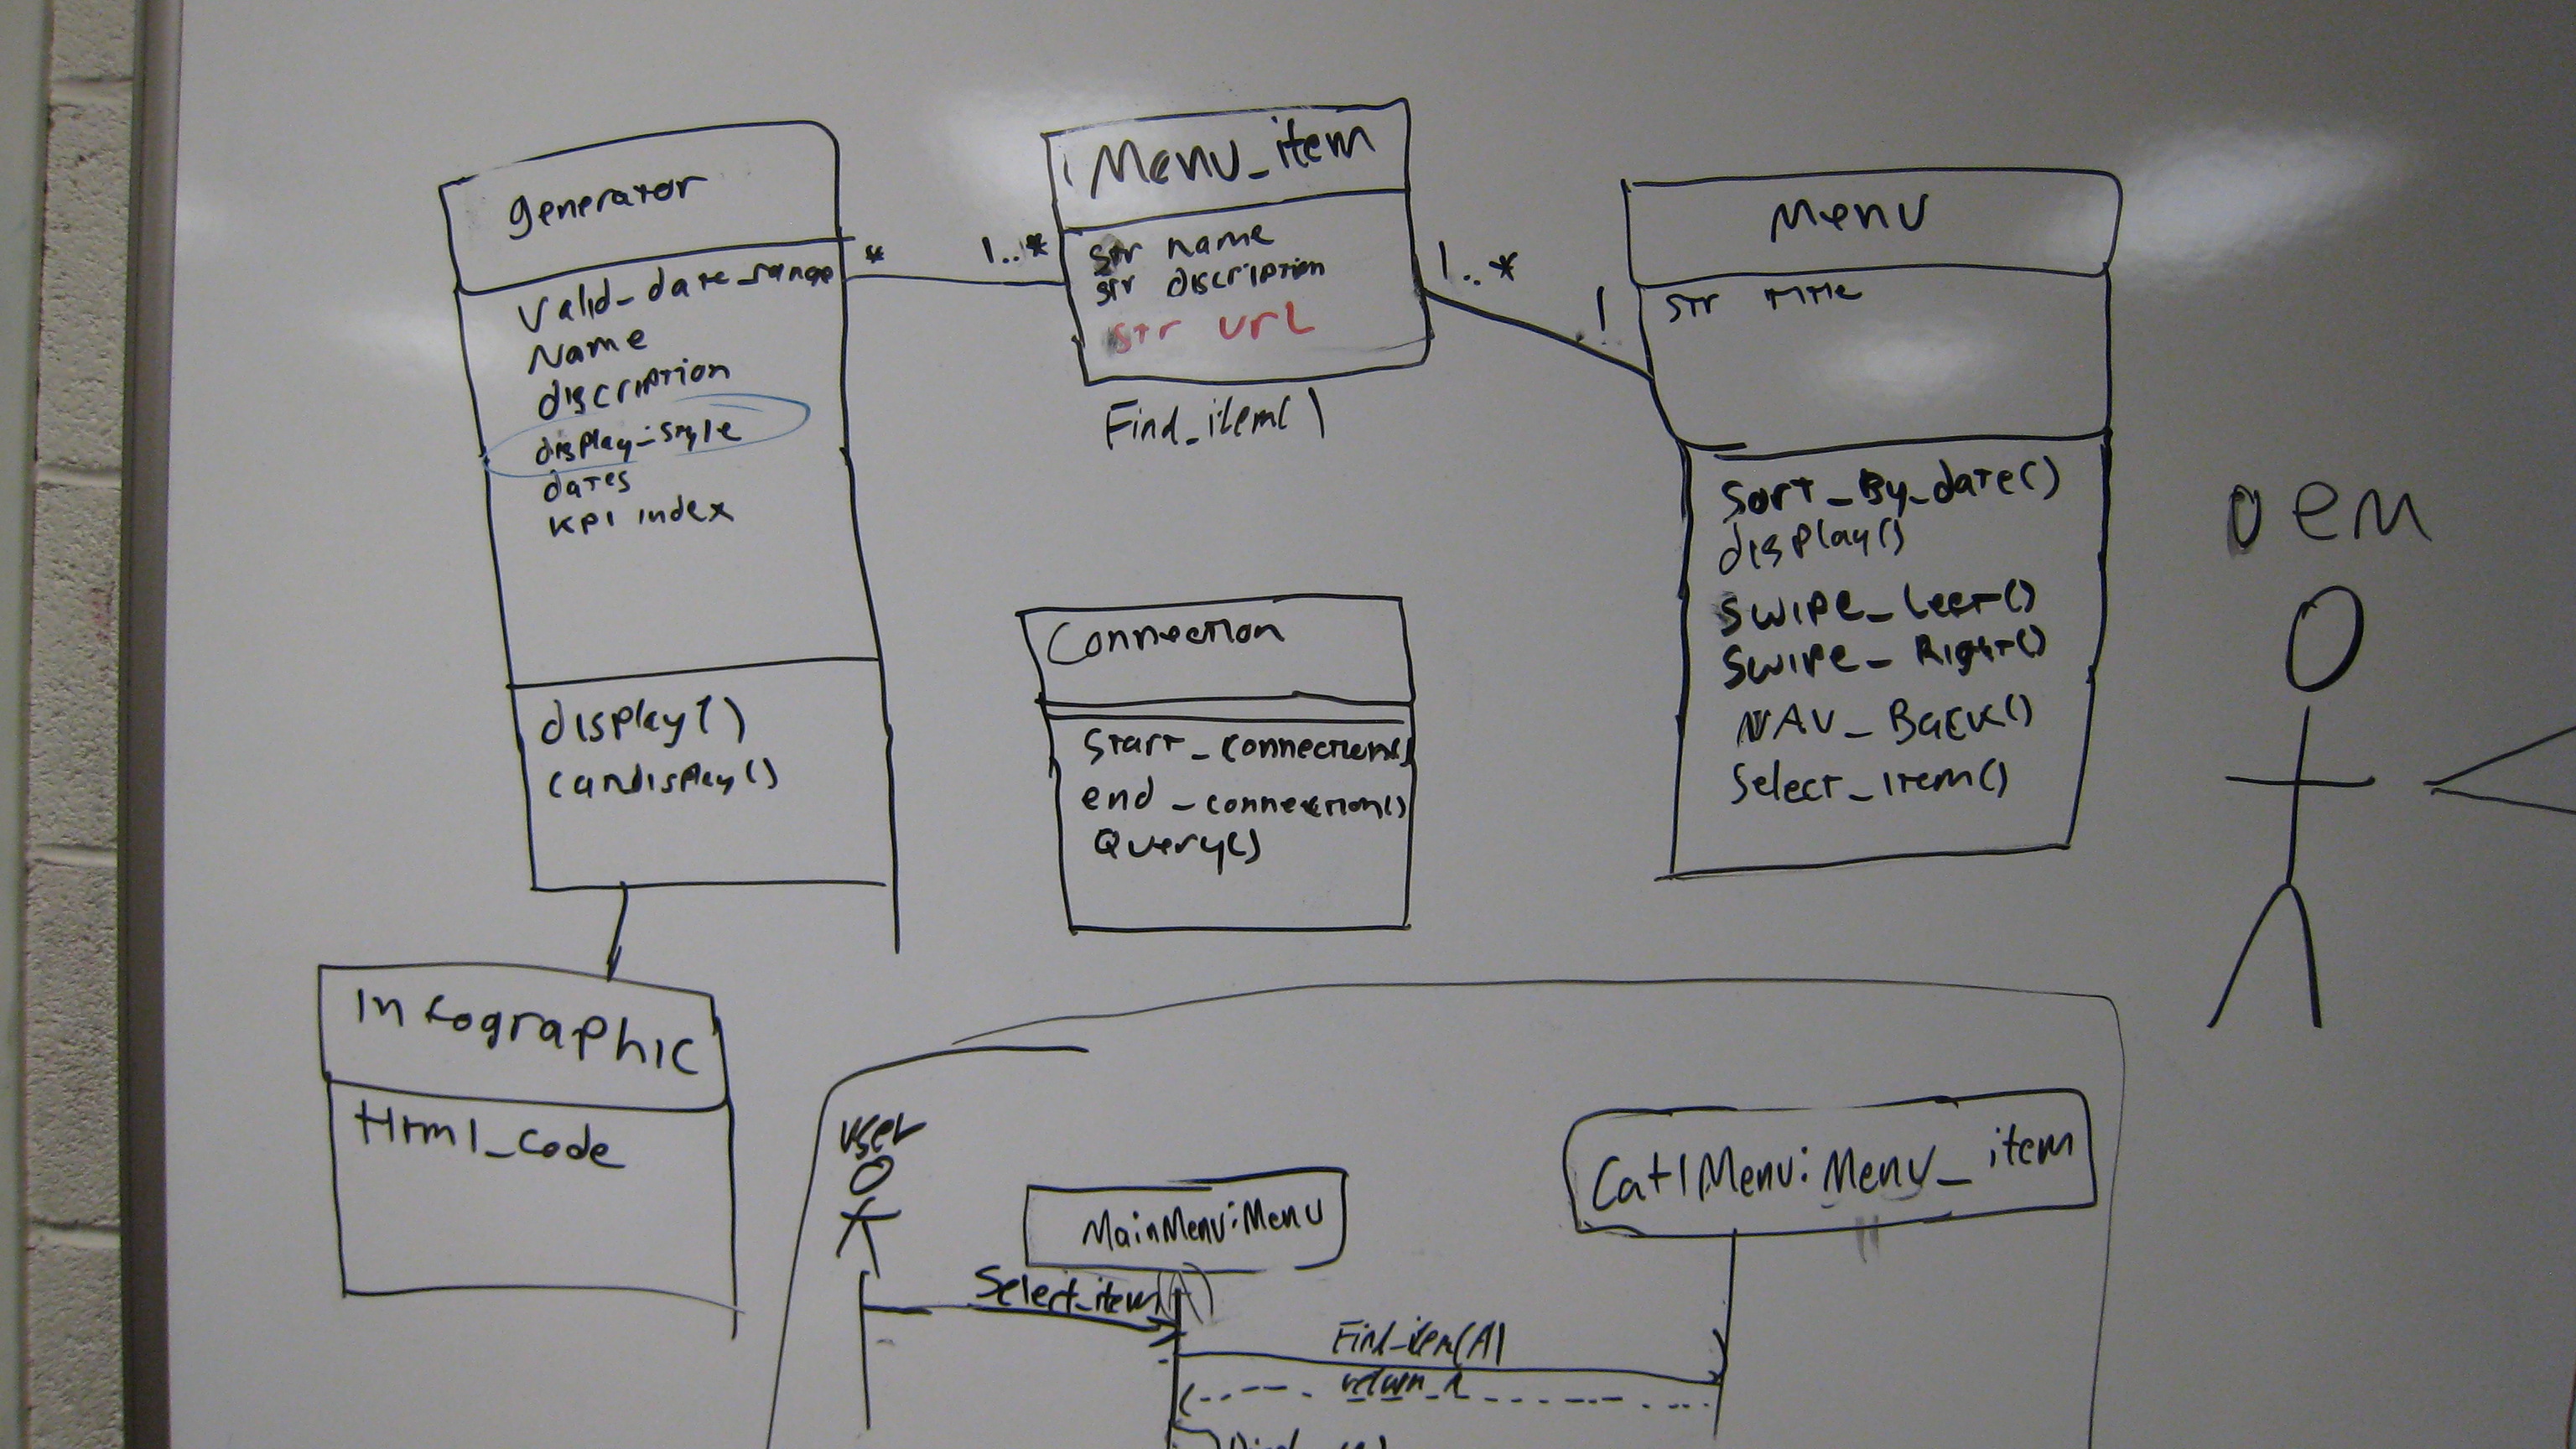 generator
Valid_date_range
Name
discription
display_style
dates
KPI index
display()
candisplay()
*
1..*
Menu_item
str name
str discription
str url
Find_item()
1..*
1
Menu
str title
Sort_By_date()
display()
Swipe_left()
Swipe_Right()
NAV_Back()
Select_item()
Connection
Start_connection()
end_connection()
Query()
oem
Infographic
Html_code
user
MainMenu:Menu
Cat1Menu:Menu_item
Select_item(A)
Find_item(A)
return